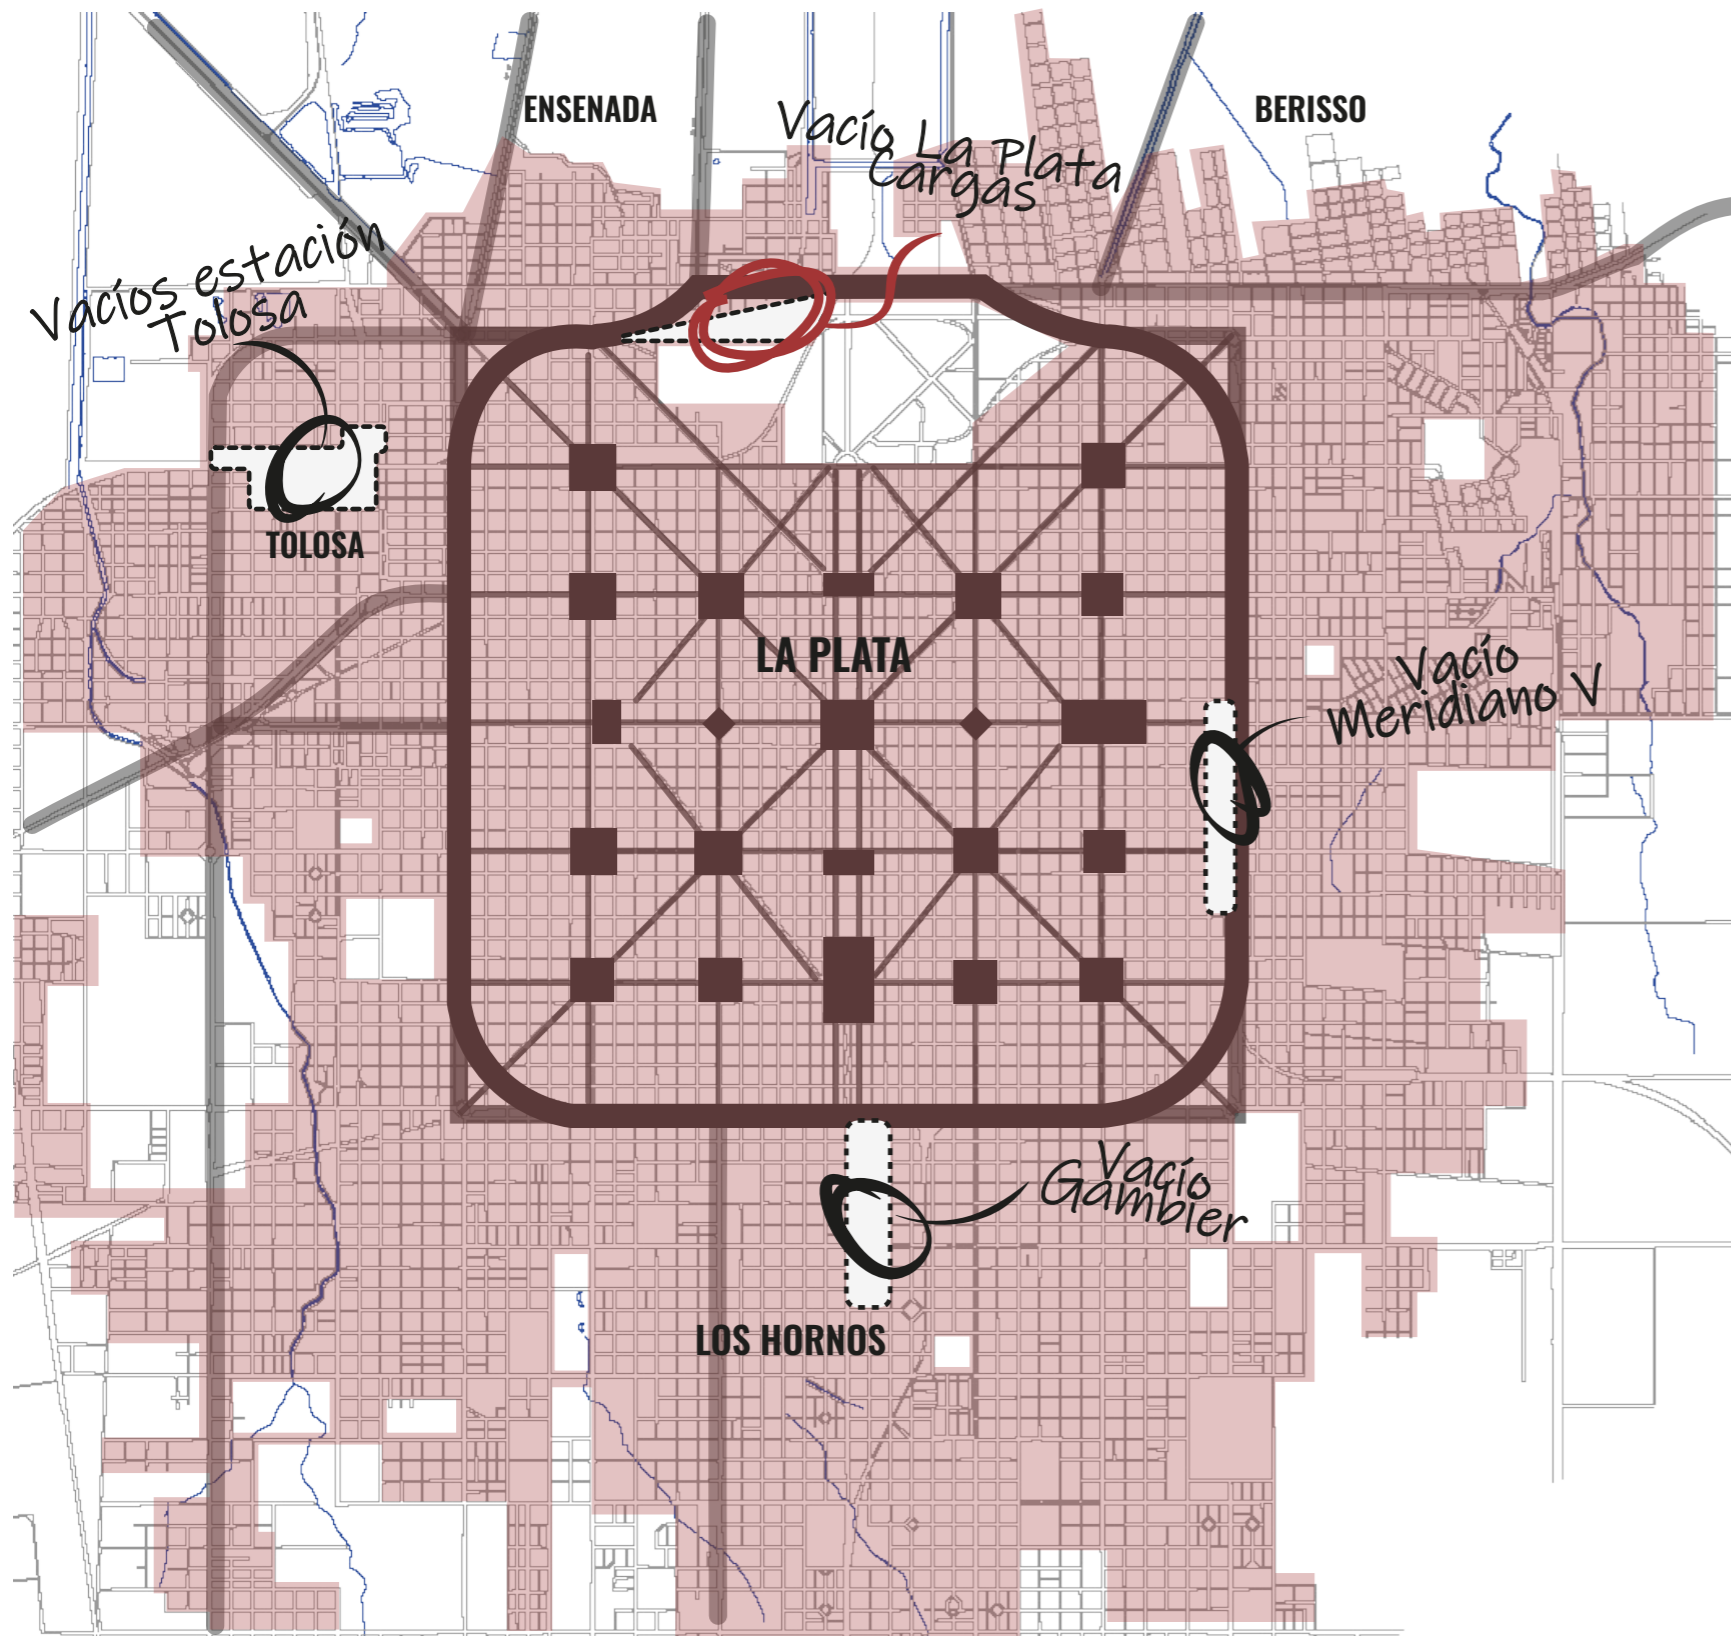 ENSENADA
BERISSO
Vacío La Plata
Cargas
Vacíos estación
Tolosa
TOLOSA
LA PLATA
Vacío
Meridiano V
Vacío
Gambier
LOS HORNOS